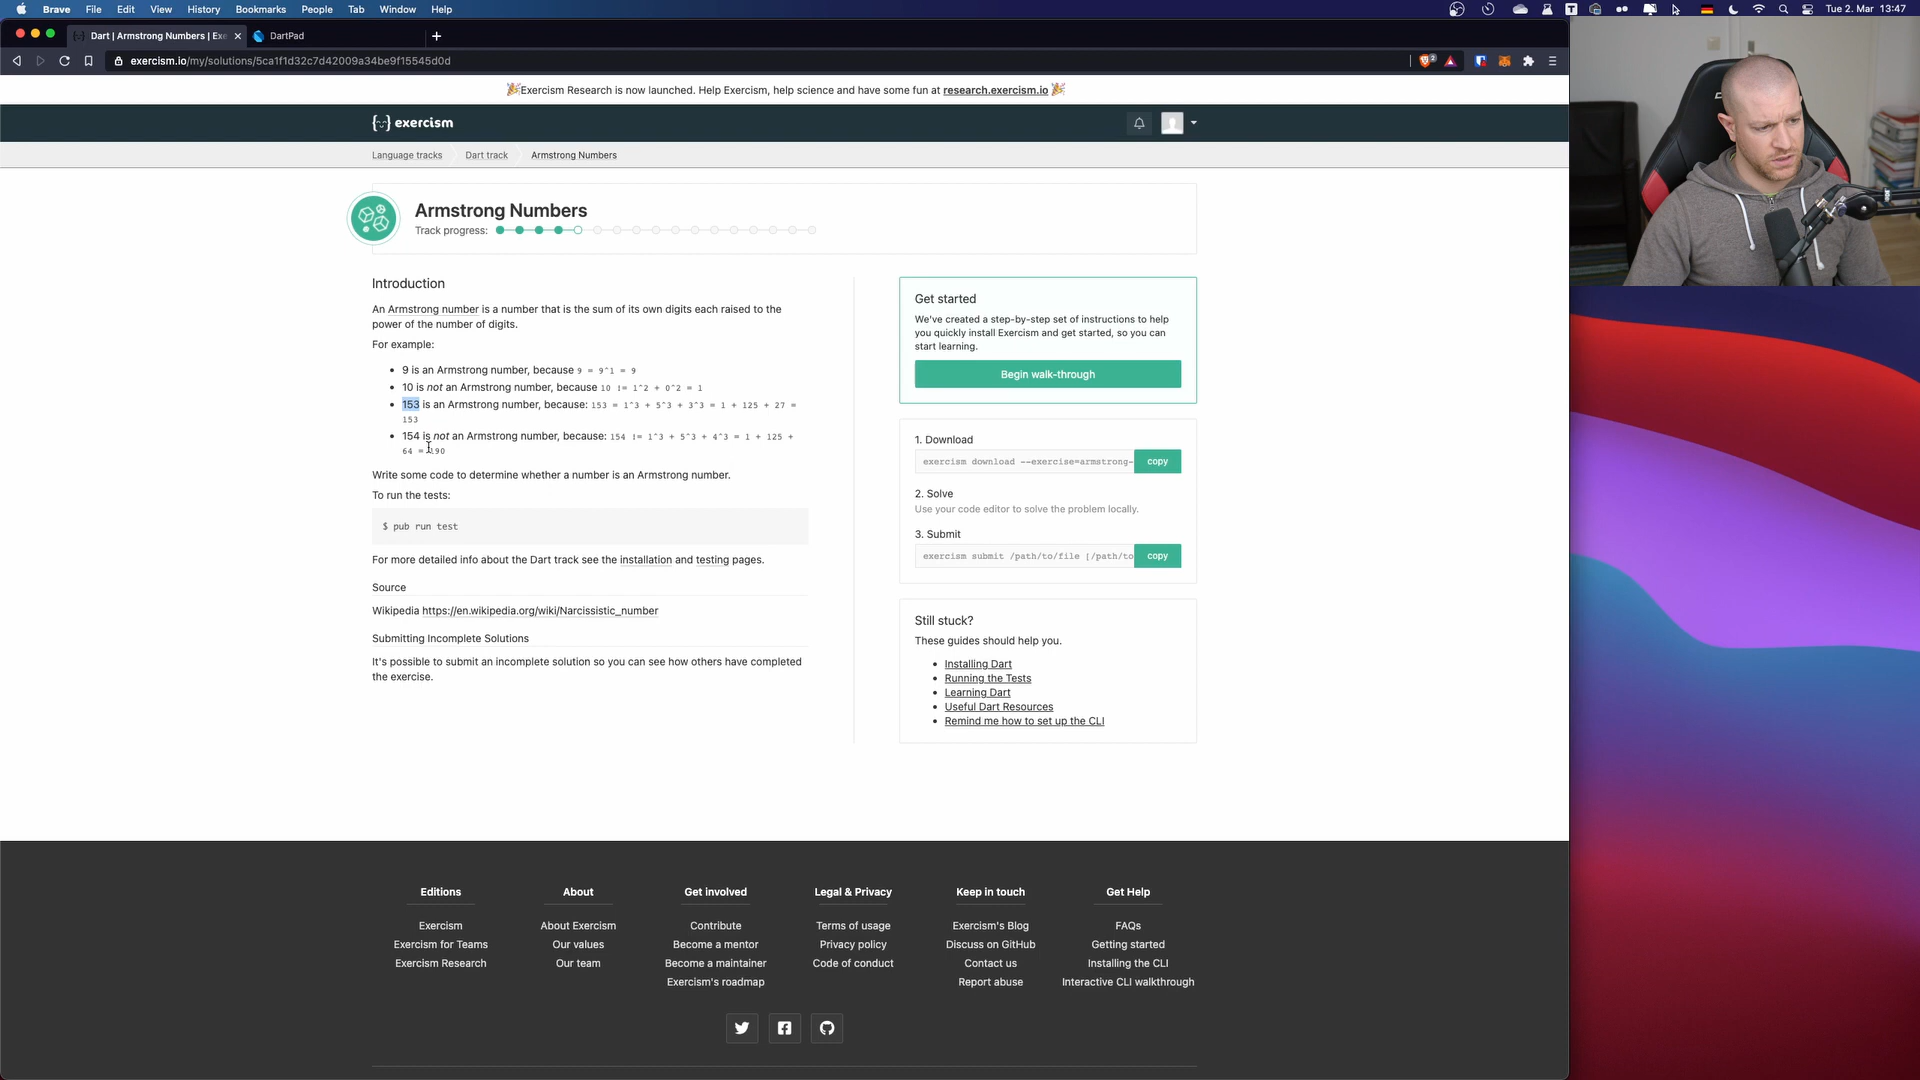 Brave File Edit View History Bookmarks People Tab Window Help
Tue 2. Mar 13:47
Dart | Armstrong Numbers | Exe
DartPad
exercism.io/my/solutions/5ca1f1d32c7d42009a34be9f15545d0d
🎉Exercism Research is now launched. Help Exercism, help science and have some fun at research.exercism.io 🎉
exercism
Language tracks
Dart track
Armstrong Numbers
Armstrong Numbers
Track progress:
Introduction
An Armstrong number is a number that is the sum of its own digits each raised to the
power of the number of digits.
For example:
• 9 is an Armstrong number, because 9 = 9^1 = 9
• 10 is not an Armstrong number, because 10 != 1^2 + 0^2 = 1
• 153 is an Armstrong number, because: 153 = 1^3 + 5^3 + 3^3 = 1 + 125 + 27 =
153
• 154 is not an Armstrong number, because: 154 != 1^3 + 5^3 + 4^3 = 1 + 125 +
64 = 190
Write some code to determine whether a number is an Armstrong number.
To run the tests:
$ pub run test
For more detailed info about the Dart track see the installation and testing pages.
Source
Wikipedia https://en.wikipedia.org/wiki/Narcissistic_number
Submitting Incomplete Solutions
It's possible to submit an incomplete solution so you can see how others have completed
the exercise.
Get started
We've created a step-by-step set of instructions to help
you quickly install Exercism and get started, so you can
start learning.
Begin walk-through
1. Download
exercism download --exercise=armstrong-
copy
2. Solve
Use your code editor to solve the problem locally.
3. Submit
exercism submit /path/to/file [/path/to
copy
Still stuck?
These guides should help you.
• Installing Dart
• Running the Tests
• Learning Dart
• Useful Dart Resources
• Remind me how to set up the CLI
Editions
Exercism
Exercism for Teams
Exercism Research
About
About Exercism
Our values
Our team
Get involved
Contribute
Become a mentor
Become a maintainer
Exercism's roadmap
Legal & Privacy
Terms of usage
Privacy policy
Code of conduct
Keep in touch
Exercism's Blog
Discuss on GitHub
Contact us
Report abuse
Get Help
FAQs
Getting started
Installing the CLI
Interactive CLI walkthrough